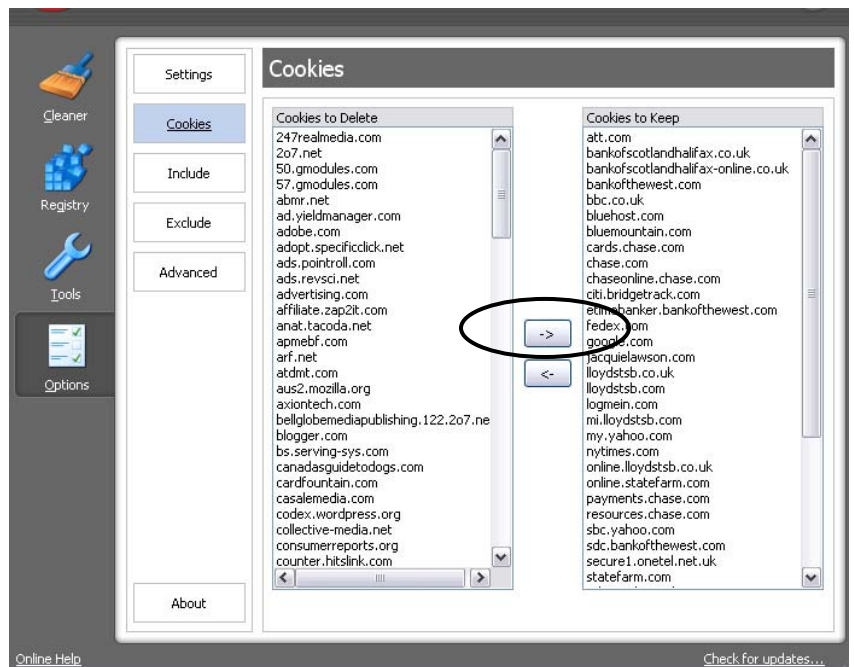 Cleaner
Registry
Tools
Options
Settings
Cookies
Include
Exclude
Advanced
About
Cookies
Cookies to Delete
247realmedia.com
2o7.net
50.gmodules.com
57.gmodules.com
abmr.net
ad.yieldmanager.com
adobe.com
adopt.specificclick.net
ads.pointroll.com
ads.revsci.net
advertising.com
affiliate.zap2it.com
anat.tacoda.net
apmebf.com
arf.net
atdmt.com
aus2.mozilla.org
axiontech.com
bellglobemediapublishing.122.2o7.ne
blogger.com
bs.serving-sys.com
canadasguidetodogs.com
cardfountain.com
casalemedia.com
codex.wordpress.org
collective-media.net
consumerreports.org
counter.hitslink.com
->
<-
Cookies to Keep
att.com
bankofscotlandhalifax.co.uk
bankofscotlandhalifax-online.co.uk
bankofthewest.com
bbc.co.uk
bluehost.com
bluemountain.com
cards.chase.com
chase.com
chaseonline.chase.com
citi.bridgetrack.com
etimebanker.bankofthewest.com
fedex.com
google.com
jacquielawson.com
lloydstsb.co.uk
lloydstsb.com
logmein.com
mi.lloydstsb.com
my.yahoo.com
nytimes.com
online.lloydstsb.co.uk
online.statefarm.com
payments.chase.com
resources.chase.com
sbc.yahoo.com
sdc.bankofthewest.com
secure1.onetel.net.uk
statefarm.com
Online Help
Check for updates...